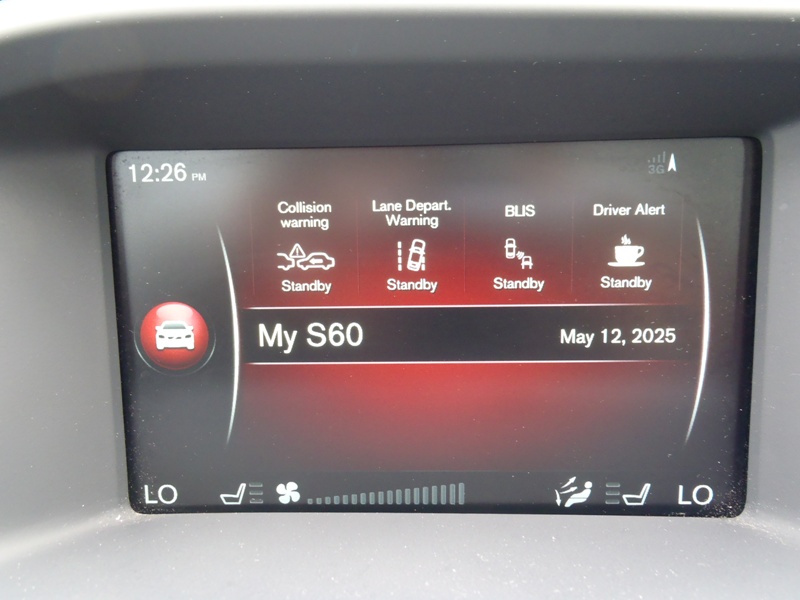 12:26 PM
3G
Collision
warning
Lane Depart.
Warning
BLIS
Driver Alert
Standby
Standby
Standby
Standby
My S60
May 12, 2025
LO
LO